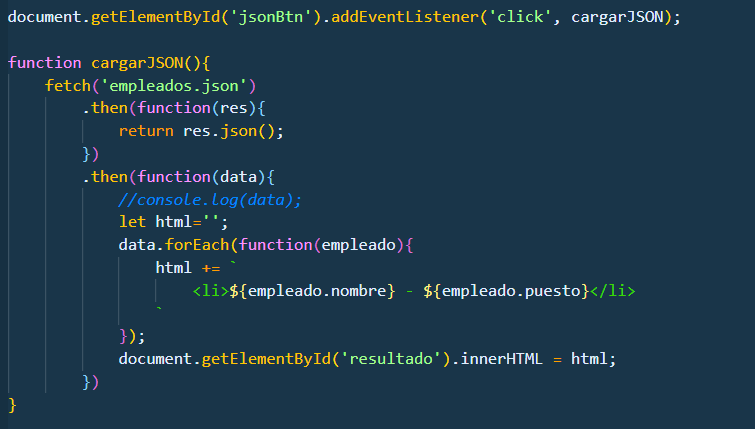 document.getElementById('jsonBtn').addEventListener('click', cargarJSON);
function cargarJSON(){
    fetch('empleados.json')
        .then(function(res){
            return res.json();
        })
        .then(function(data){
            //console.log(data);
            let html='';
            data.forEach(function(empleado){
                html += `
                    <li>${empleado.nombre} - ${empleado.puesto}</li>
                `
            });
            document.getElementById('resultado').innerHTML = html;
        })
}